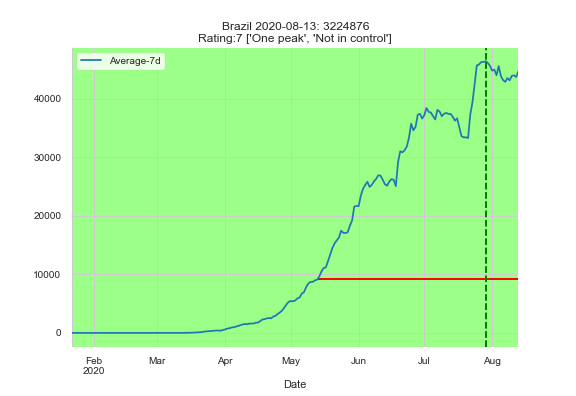 Brazil 2020-08-13: 3224876
Rating:7 ['One peak', 'Not in control']
Average-7d
40000
30000
20000
10000
0
Feb Mar Apr May Jun Jul Aug
2020
Date